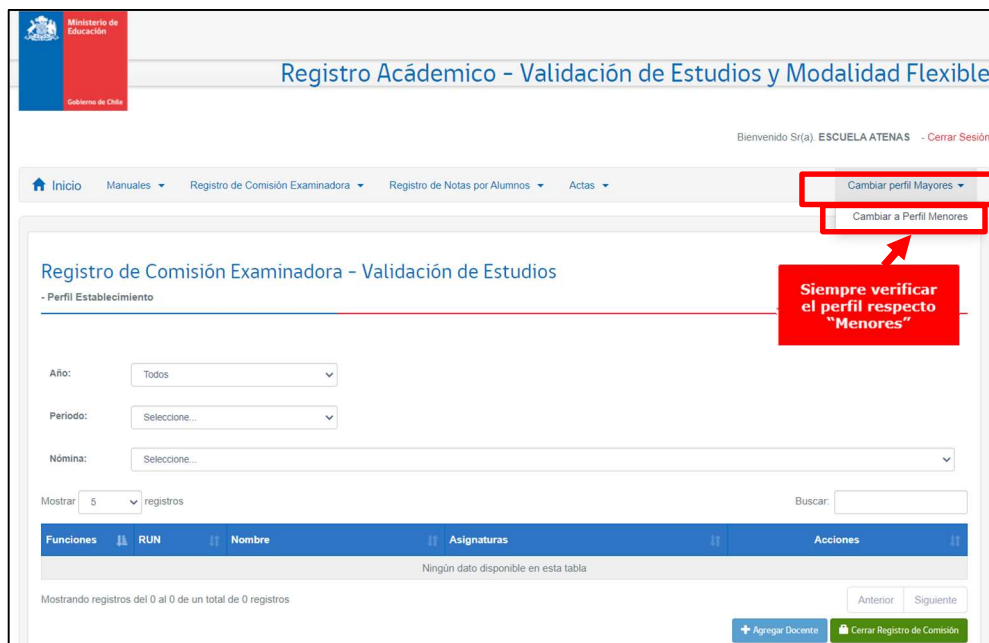 Ministerio de
Educación
Gobierno de Chile
Registro Académico - Validación de Estudios y Modalidad Flexible
Bienvenido Sr(a). ESCUELA ATENAS - Cerrar Sesión
Inicio Manuales Registro de Comisión Examinadora Registro de Notas por Alumnos Actas Cambiar perfil Mayores
Cambiar a Perfil Menores
Registro de Comisión Examinadora - Validación de Estudios
- Perfil Establecimiento
Siempre verificar
el perfil respecto
“Menores”
Año: Todos
Periodo: Seleccione...
Nómina: Seleccione...
Mostrar 5 registros Buscar:
Funciones RUN Nombre Asignaturas Acciones
Ningún dato disponible en esta tabla
Mostrando registros del 0 al 0 de un total de 0 registros Anterior Siguiente
Agregar Docente Cerrar Registro de Comisión